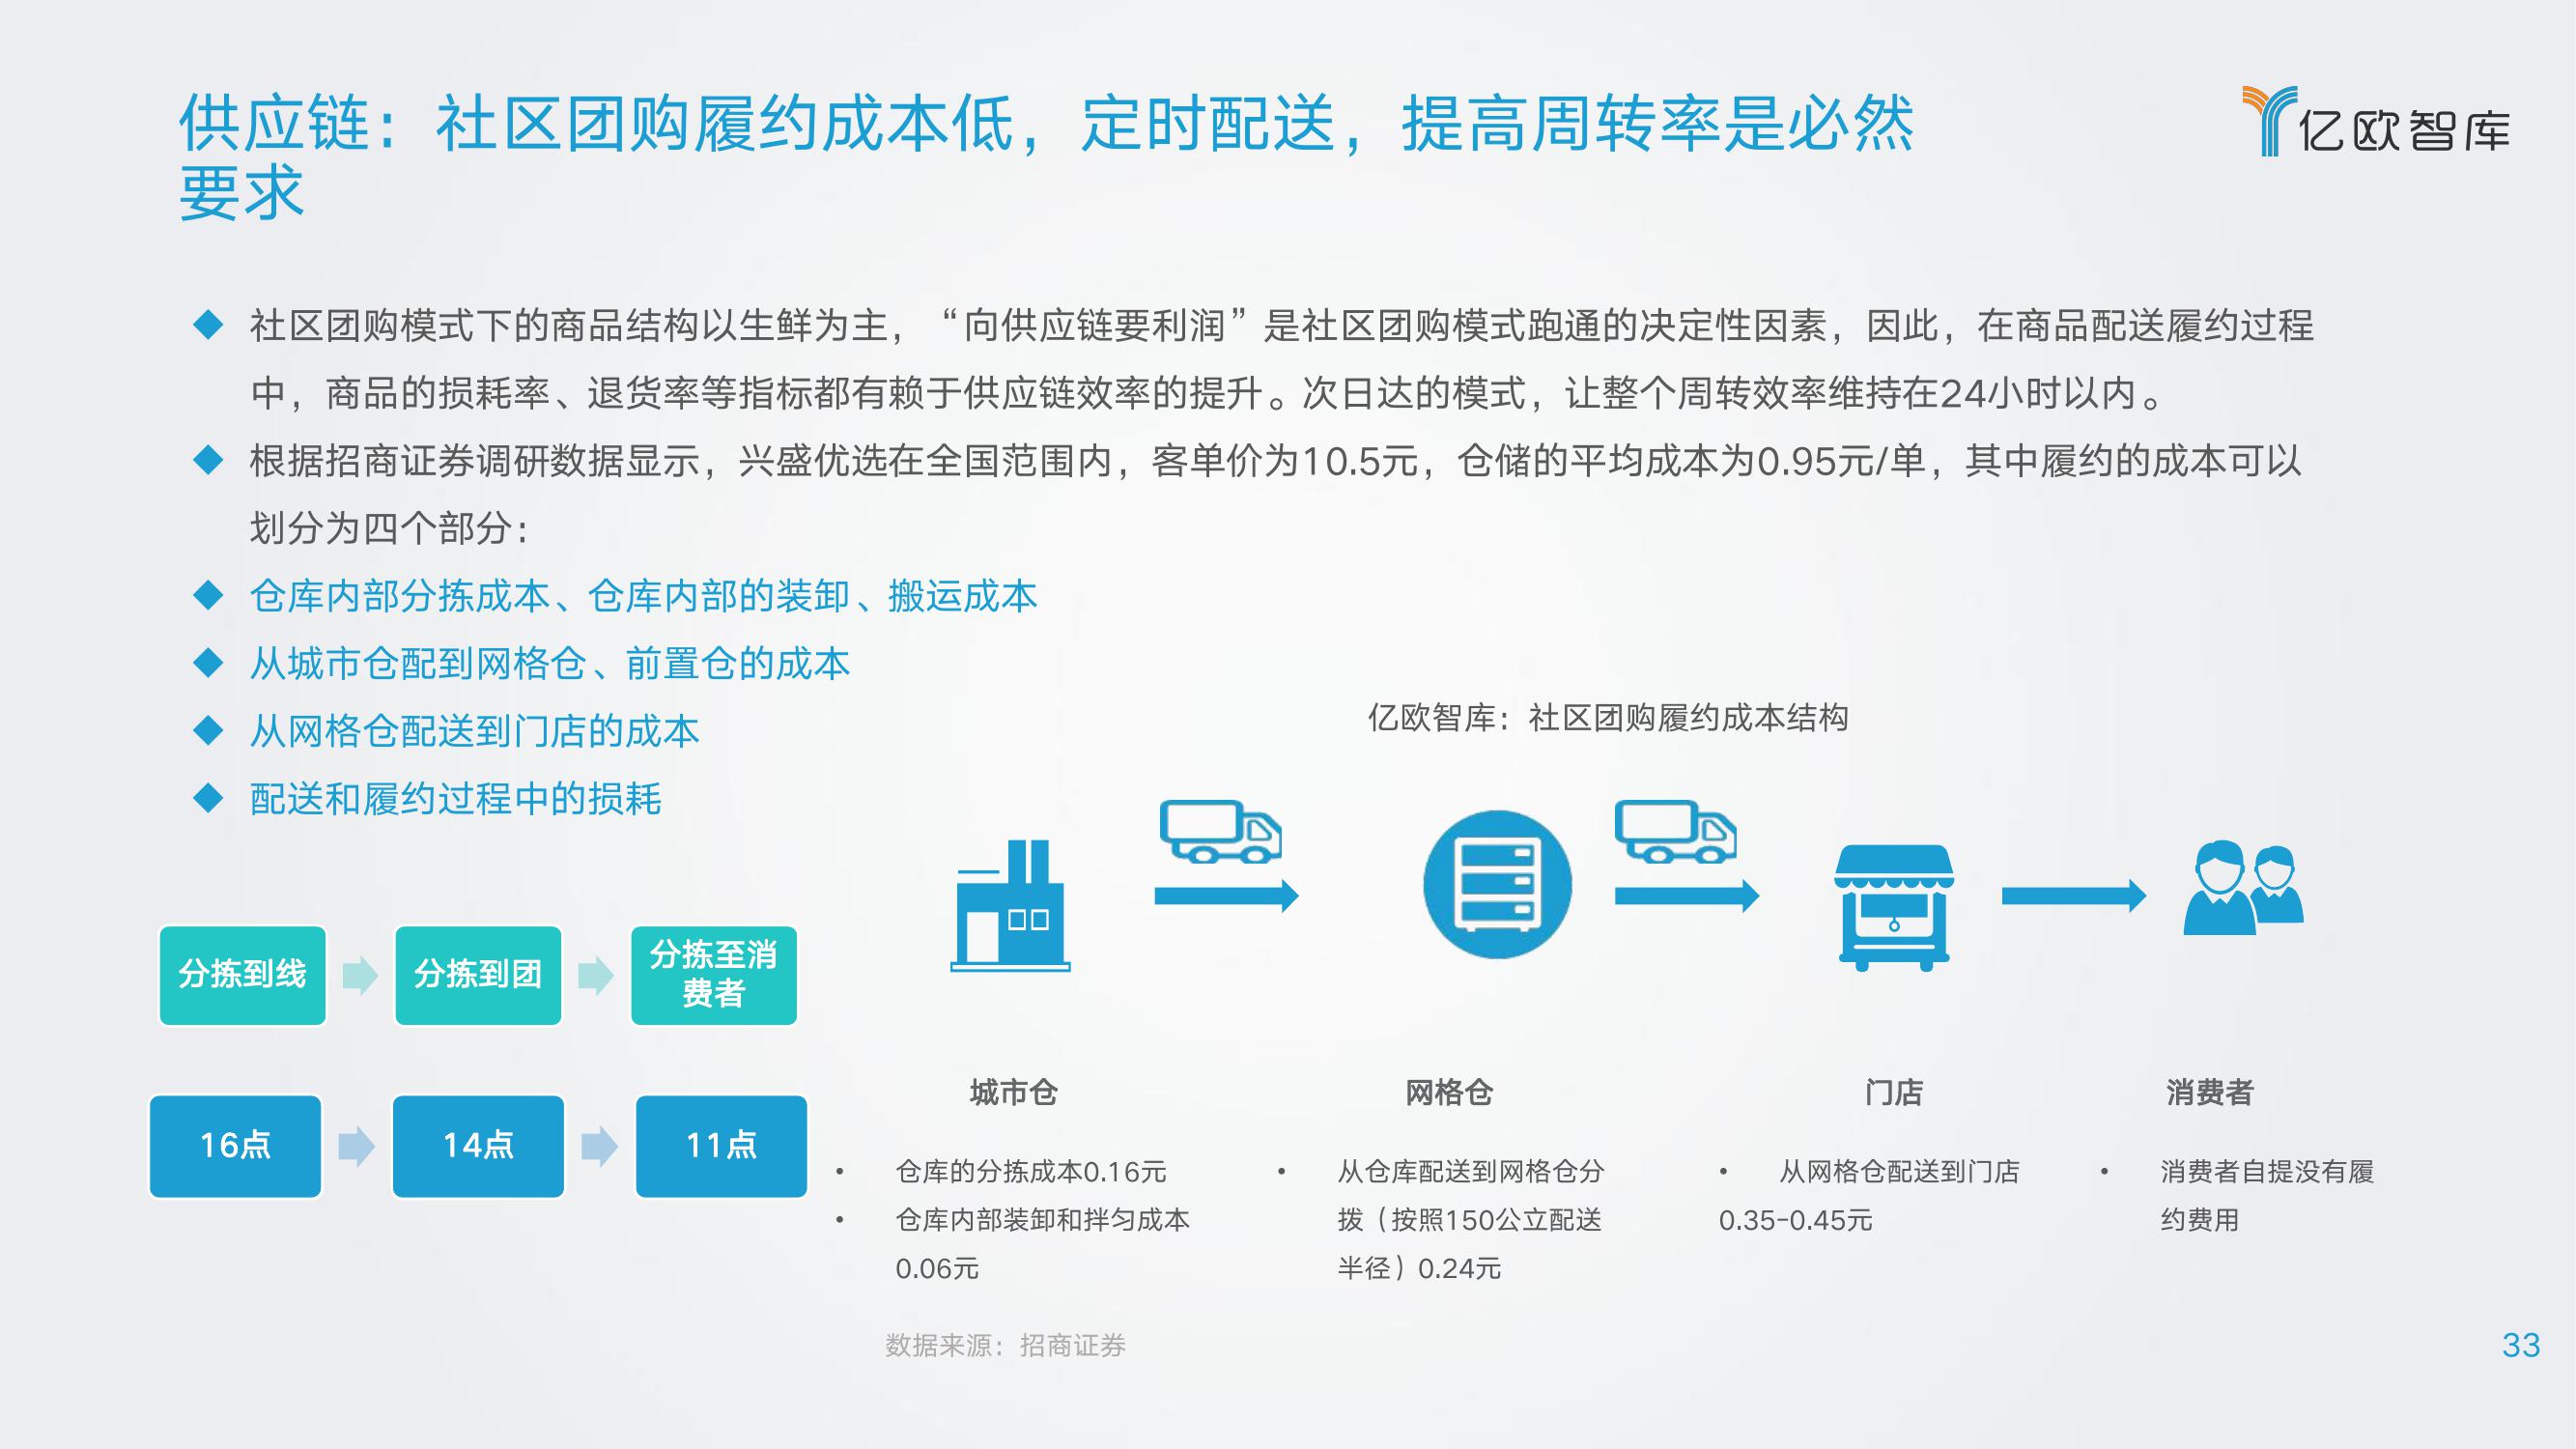 供应链：社区团购履约成本低，定时配送，提高周转率是必然
要求
亿欧智库
社区团购模式下的商品结构以生鲜为主，“向供应链要利润”是社区团购模式跑通的决定性因素，因此，在商品配送履约过程
中，商品的损耗率、退货率等指标都有赖于供应链效率的提升。次日达的模式，让整个周转效率维持在24小时以内。
根据招商证券调研数据显示，兴盛优选在全国范围内，客单价为10.5元，仓储的平均成本为0.95元/单，其中履约的成本可以
划分为四个部分：
仓库内部分拣成本、仓库内部的装卸、搬运成本
从城市仓配到网格仓、前置仓的成本
从网格仓配送到门店的成本
配送和履约过程中的损耗
分拣到线
分拣到团
分拣至消
费者
16点
14点
11点
亿欧智库：社区团购履约成本结构
城市仓
• 仓库的分拣成本0.16元
• 仓库内部装卸和拌匀成本
0.06元
网格仓
• 从仓库配送到网格仓分
拨（按照150公立配送
半径）0.24元
门店
• 从网格仓配送到门店
0.35-0.45元
消费者
• 消费者自提没有履
约费用
数据来源：招商证券
33